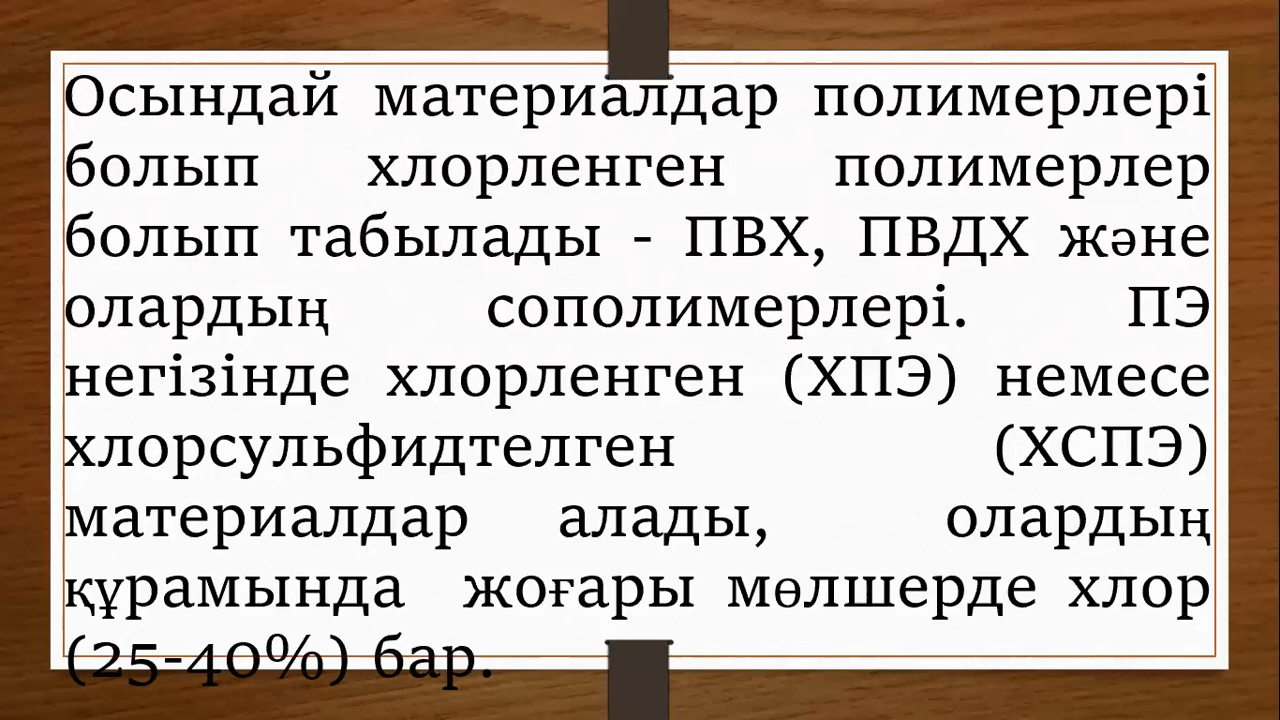 Осындай материалдар полимерлері
болып хлорленген полимерлер
болып табылады - ПВХ, ПВДХ және
олардың сополимерлері. ПЭ
негізінде хлорленген (ХПЭ) немесе
хлорсульфидтелген (ХСПЭ)
материалдар алады, олардың
құрамында жоғары мөлшерде хлор
(25-40%) бар.